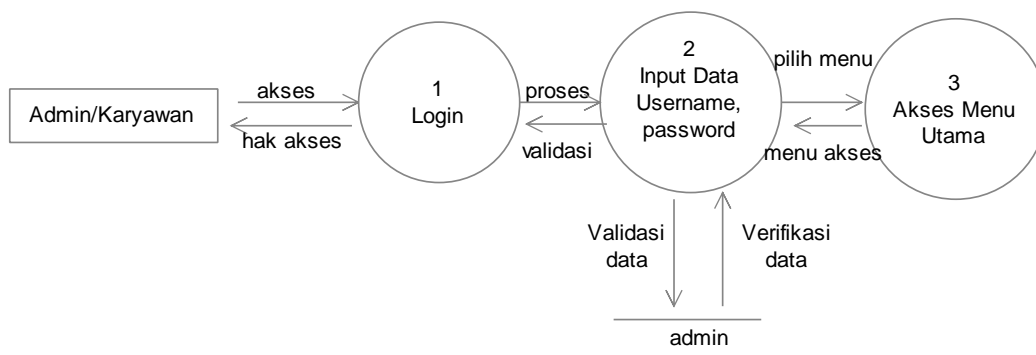 Admin/Karyawan
akses
hak akses
1
Login
proses
validasi
2
Input Data
Username,
password
pilih menu
menu akses
3
Akses Menu
Utama
Validasi
data
Verifikasi
data
admin